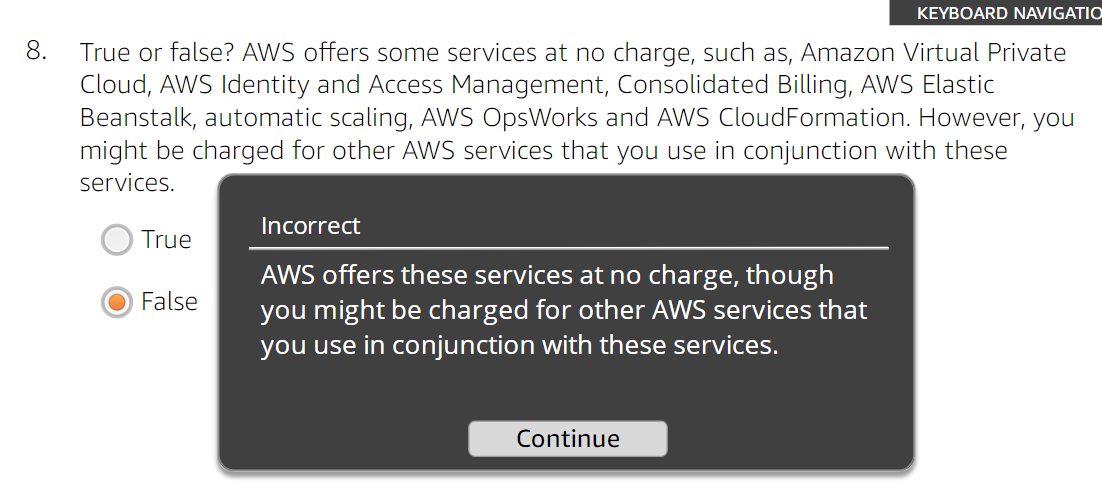 KEYBOARD NAVIGATIO
8. True or false? AWS offers some services at no charge, such as, Amazon Virtual Private
Cloud, AWS Identity and Access Management, Consolidated Billing, AWS Elastic
Beanstalk, automatic scaling, AWS OpsWorks and AWS CloudFormation. However, you
might be charged for other AWS services that you use in conjunction with these
services.
True
False
Incorrect
AWS offers these services at no charge, though
you might be charged for other AWS services that
you use in conjunction with these services.
Continue